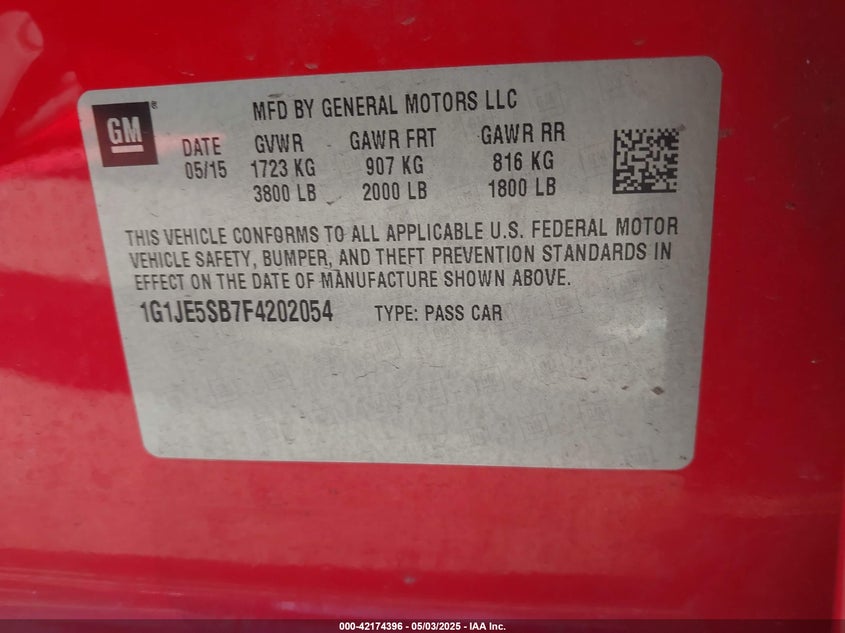 GM
®
MFD BY GENERAL MOTORS LLC
DATE GVWR GAWR FRT GAWR RR
05/15 1723 KG 907 KG 816 KG
3800 LB 2000 LB 1800 LB
THIS VEHICLE CONFORMS TO ALL APPLICABLE U.S. FEDERAL MOTOR
VEHICLE SAFETY, BUMPER, AND THEFT PREVENTION STANDARDS IN
EFFECT ON THE DATE OF MANUFACTURE SHOWN ABOVE.
1G1JE5SB7F4202054 TYPE: PASS CAR
000-42174396 - 05/03/2025 - IAA Inc.